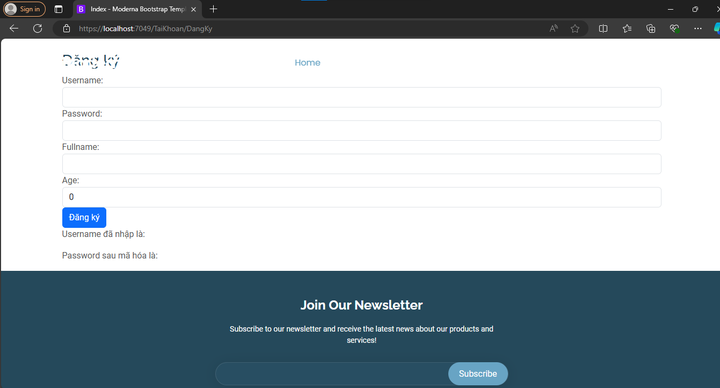 Sign in
Index - Moderna Bootstrap Templ
https://localhost:7049/TaiKhoan/DangKy
Home
Đăng ký
Username:
Password:
Fullname:
Age:
0
Đăng ký
Username đã nhập là:
Password sau mã hóa là:
Join Our Newsletter
Subscribe to our newsletter and receive the latest news about our products and
services!
Subscribe